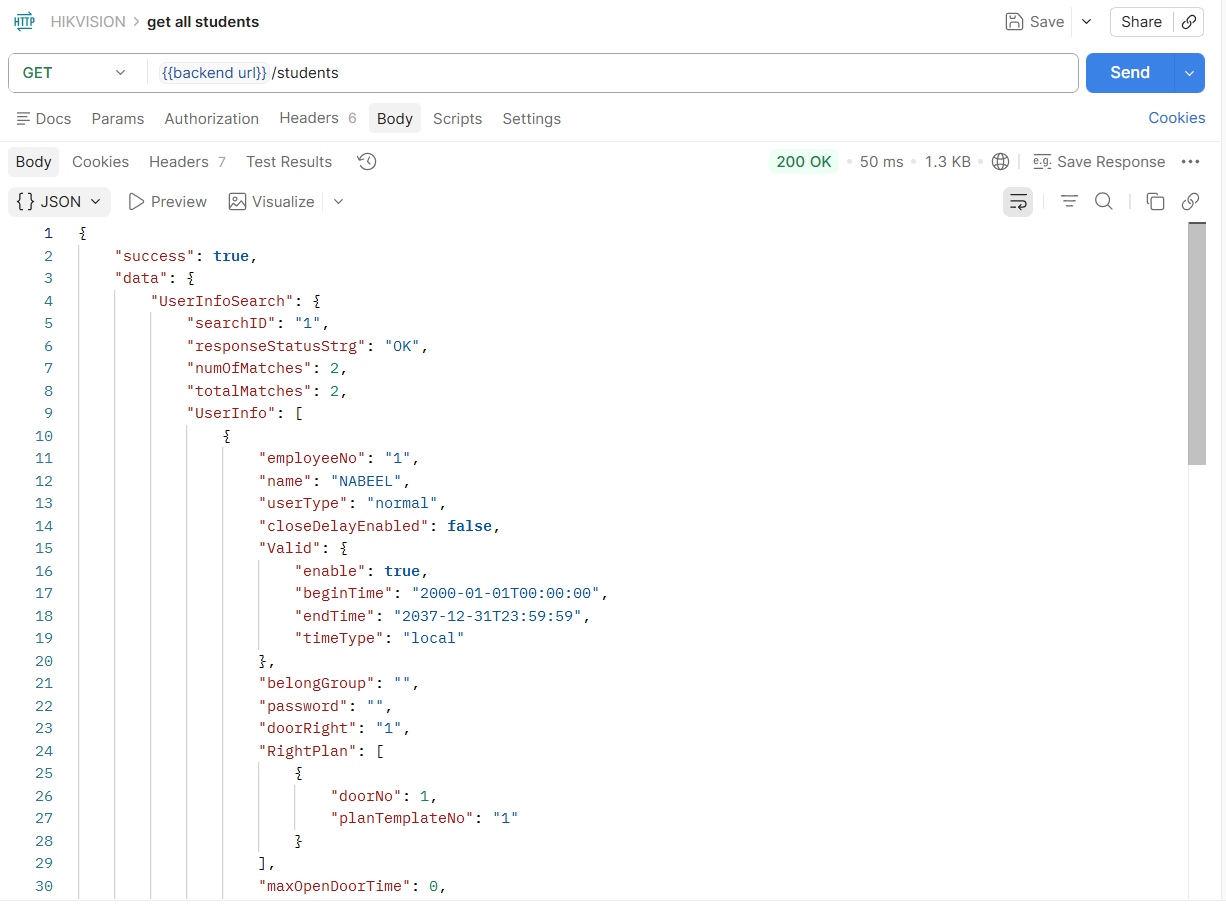 HTTP HIKVISION > get all students Save Share
GET {{backend url}} /students Send
Docs Params Authorization Headers 6 Body Scripts Settings Cookies
Body Cookies Headers 7 Test Results 200 OK • 50 ms • 1.3 KB • e.g. Save Response •••
{} JSON Preview Visualize
1 {
2 "success": true,
3 "data": {
4 "UserInfoSearch": {
5 "searchID": "1",
6 "responseStatusStrg": "OK",
7 "numOfMatches": 2,
8 "totalMatches": 2,
9 "UserInfo": [
10 {
11 "employeeNo": "1",
12 "name": "NABEEL",
13 "userType": "normal",
14 "closeDelayEnabled": false,
15 "Valid": {
16 "enable": true,
17 "beginTime": "2000-01-01T00:00:00",
18 "endTime": "2037-12-31T23:59:59",
19 "timeType": "local"
20 },
21 "belongGroup": "",
22 "password": "",
23 "doorRight": "1",
24 "RightPlan": [
25 {
26 "doorNo": 1,
27 "planTemplateNo": "1"
28 }
29 ],
30 "maxOpenDoorTime": 0,